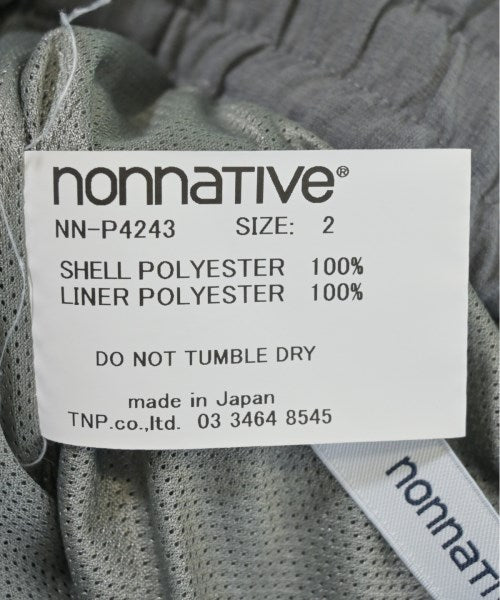 nonnaTIVe®
NN-P4243 SIZE: 2
SHELL POLYESTER 100%
LINER POLYESTER 100%
DO NOT TUMBLE DRY
made in Japan
TNP.co.,ltd. 03 3464 8545
nonnaTIVe